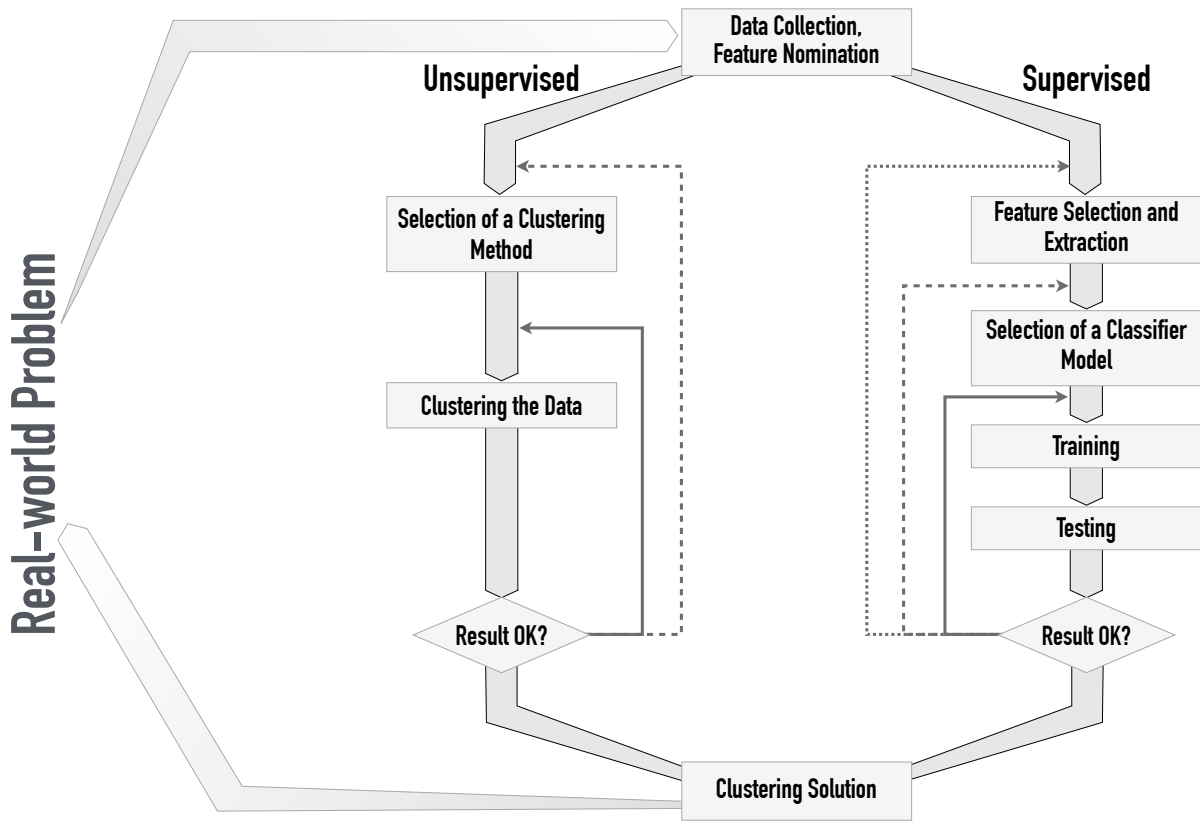 Real-world Problem
Data Collection,
Feature Nomination
Unsupervised
Supervised
Selection of a Clustering
Method
Clustering the Data
Result OK?
Feature Selection and
Extraction
Selection of a Classifier
Model
Training
Testing
Result OK?
Clustering Solution